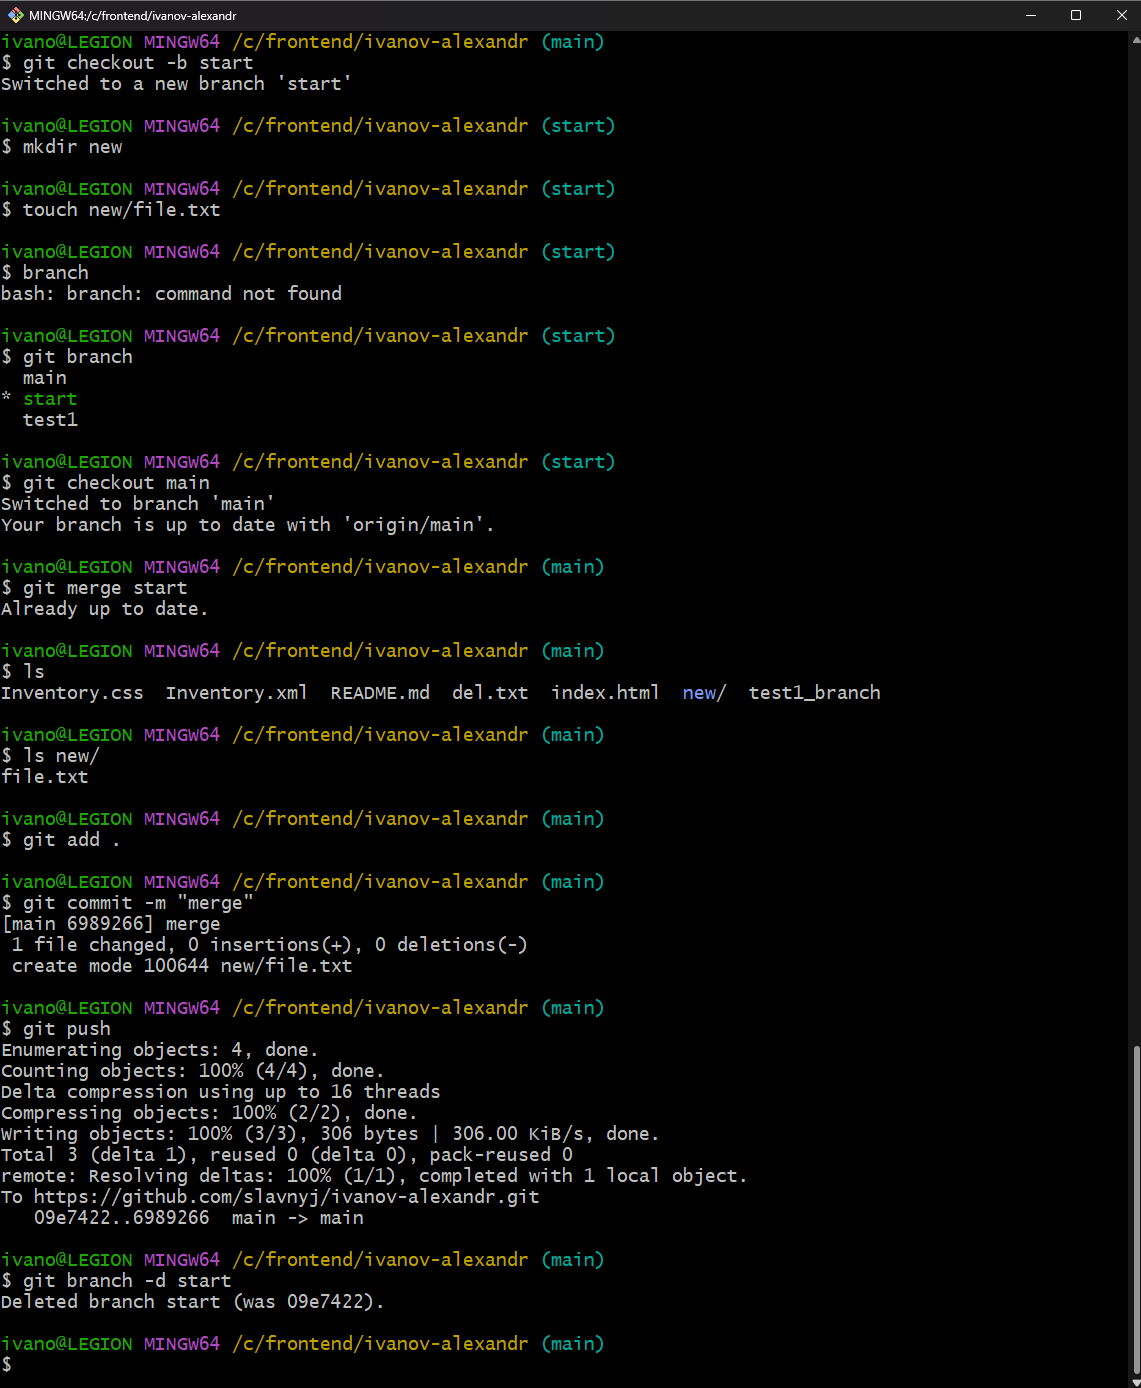 MINGW64:/c/frontend/ivanov-alexandr
ivano@LEGION MINGW64 /c/frontend/ivanov-alexandr (main)
$ git checkout -b start
Switched to a new branch 'start'
ivano@LEGION MINGW64 /c/frontend/ivanov-alexandr (start)
$ mkdir new
ivano@LEGION MINGW64 /c/frontend/ivanov-alexandr (start)
$ touch new/file.txt
ivano@LEGION MINGW64 /c/frontend/ivanov-alexandr (start)
$ branch
bash: branch: command not found
ivano@LEGION MINGW64 /c/frontend/ivanov-alexandr (start)
$ git branch
  main
* start
  test1
ivano@LEGION MINGW64 /c/frontend/ivanov-alexandr (start)
$ git checkout main
Switched to branch 'main'
Your branch is up to date with 'origin/main'.
ivano@LEGION MINGW64 /c/frontend/ivanov-alexandr (main)
$ git merge start
Already up to date.
ivano@LEGION MINGW64 /c/frontend/ivanov-alexandr (main)
$ ls
Inventory.css  Inventory.xml  README.md  del.txt  index.html  new/  test1_branch
ivano@LEGION MINGW64 /c/frontend/ivanov-alexandr (main)
$ ls new/
file.txt
ivano@LEGION MINGW64 /c/frontend/ivanov-alexandr (main)
$ git add .
ivano@LEGION MINGW64 /c/frontend/ivanov-alexandr (main)
$ git commit -m "merge"
[main 6989266] merge
 1 file changed, 0 insertions(+), 0 deletions(-)
 create mode 100644 new/file.txt
ivano@LEGION MINGW64 /c/frontend/ivanov-alexandr (main)
$ git push
Enumerating objects: 4, done.
Counting objects: 100% (4/4), done.
Delta compression using up to 16 threads
Compressing objects: 100% (2/2), done.
Writing objects: 100% (3/3), 306 bytes | 306.00 KiB/s, done.
Total 3 (delta 1), reused 0 (delta 0), pack-reused 0
remote: Resolving deltas: 100% (1/1), completed with 1 local object.
To https://github.com/slavnyj/ivanov-alexandr.git
   09e7422..6989266  main -> main
ivano@LEGION MINGW64 /c/frontend/ivanov-alexandr (main)
$ git branch -d start
Deleted branch start (was 09e7422).
ivano@LEGION MINGW64 /c/frontend/ivanov-alexandr (main)
$